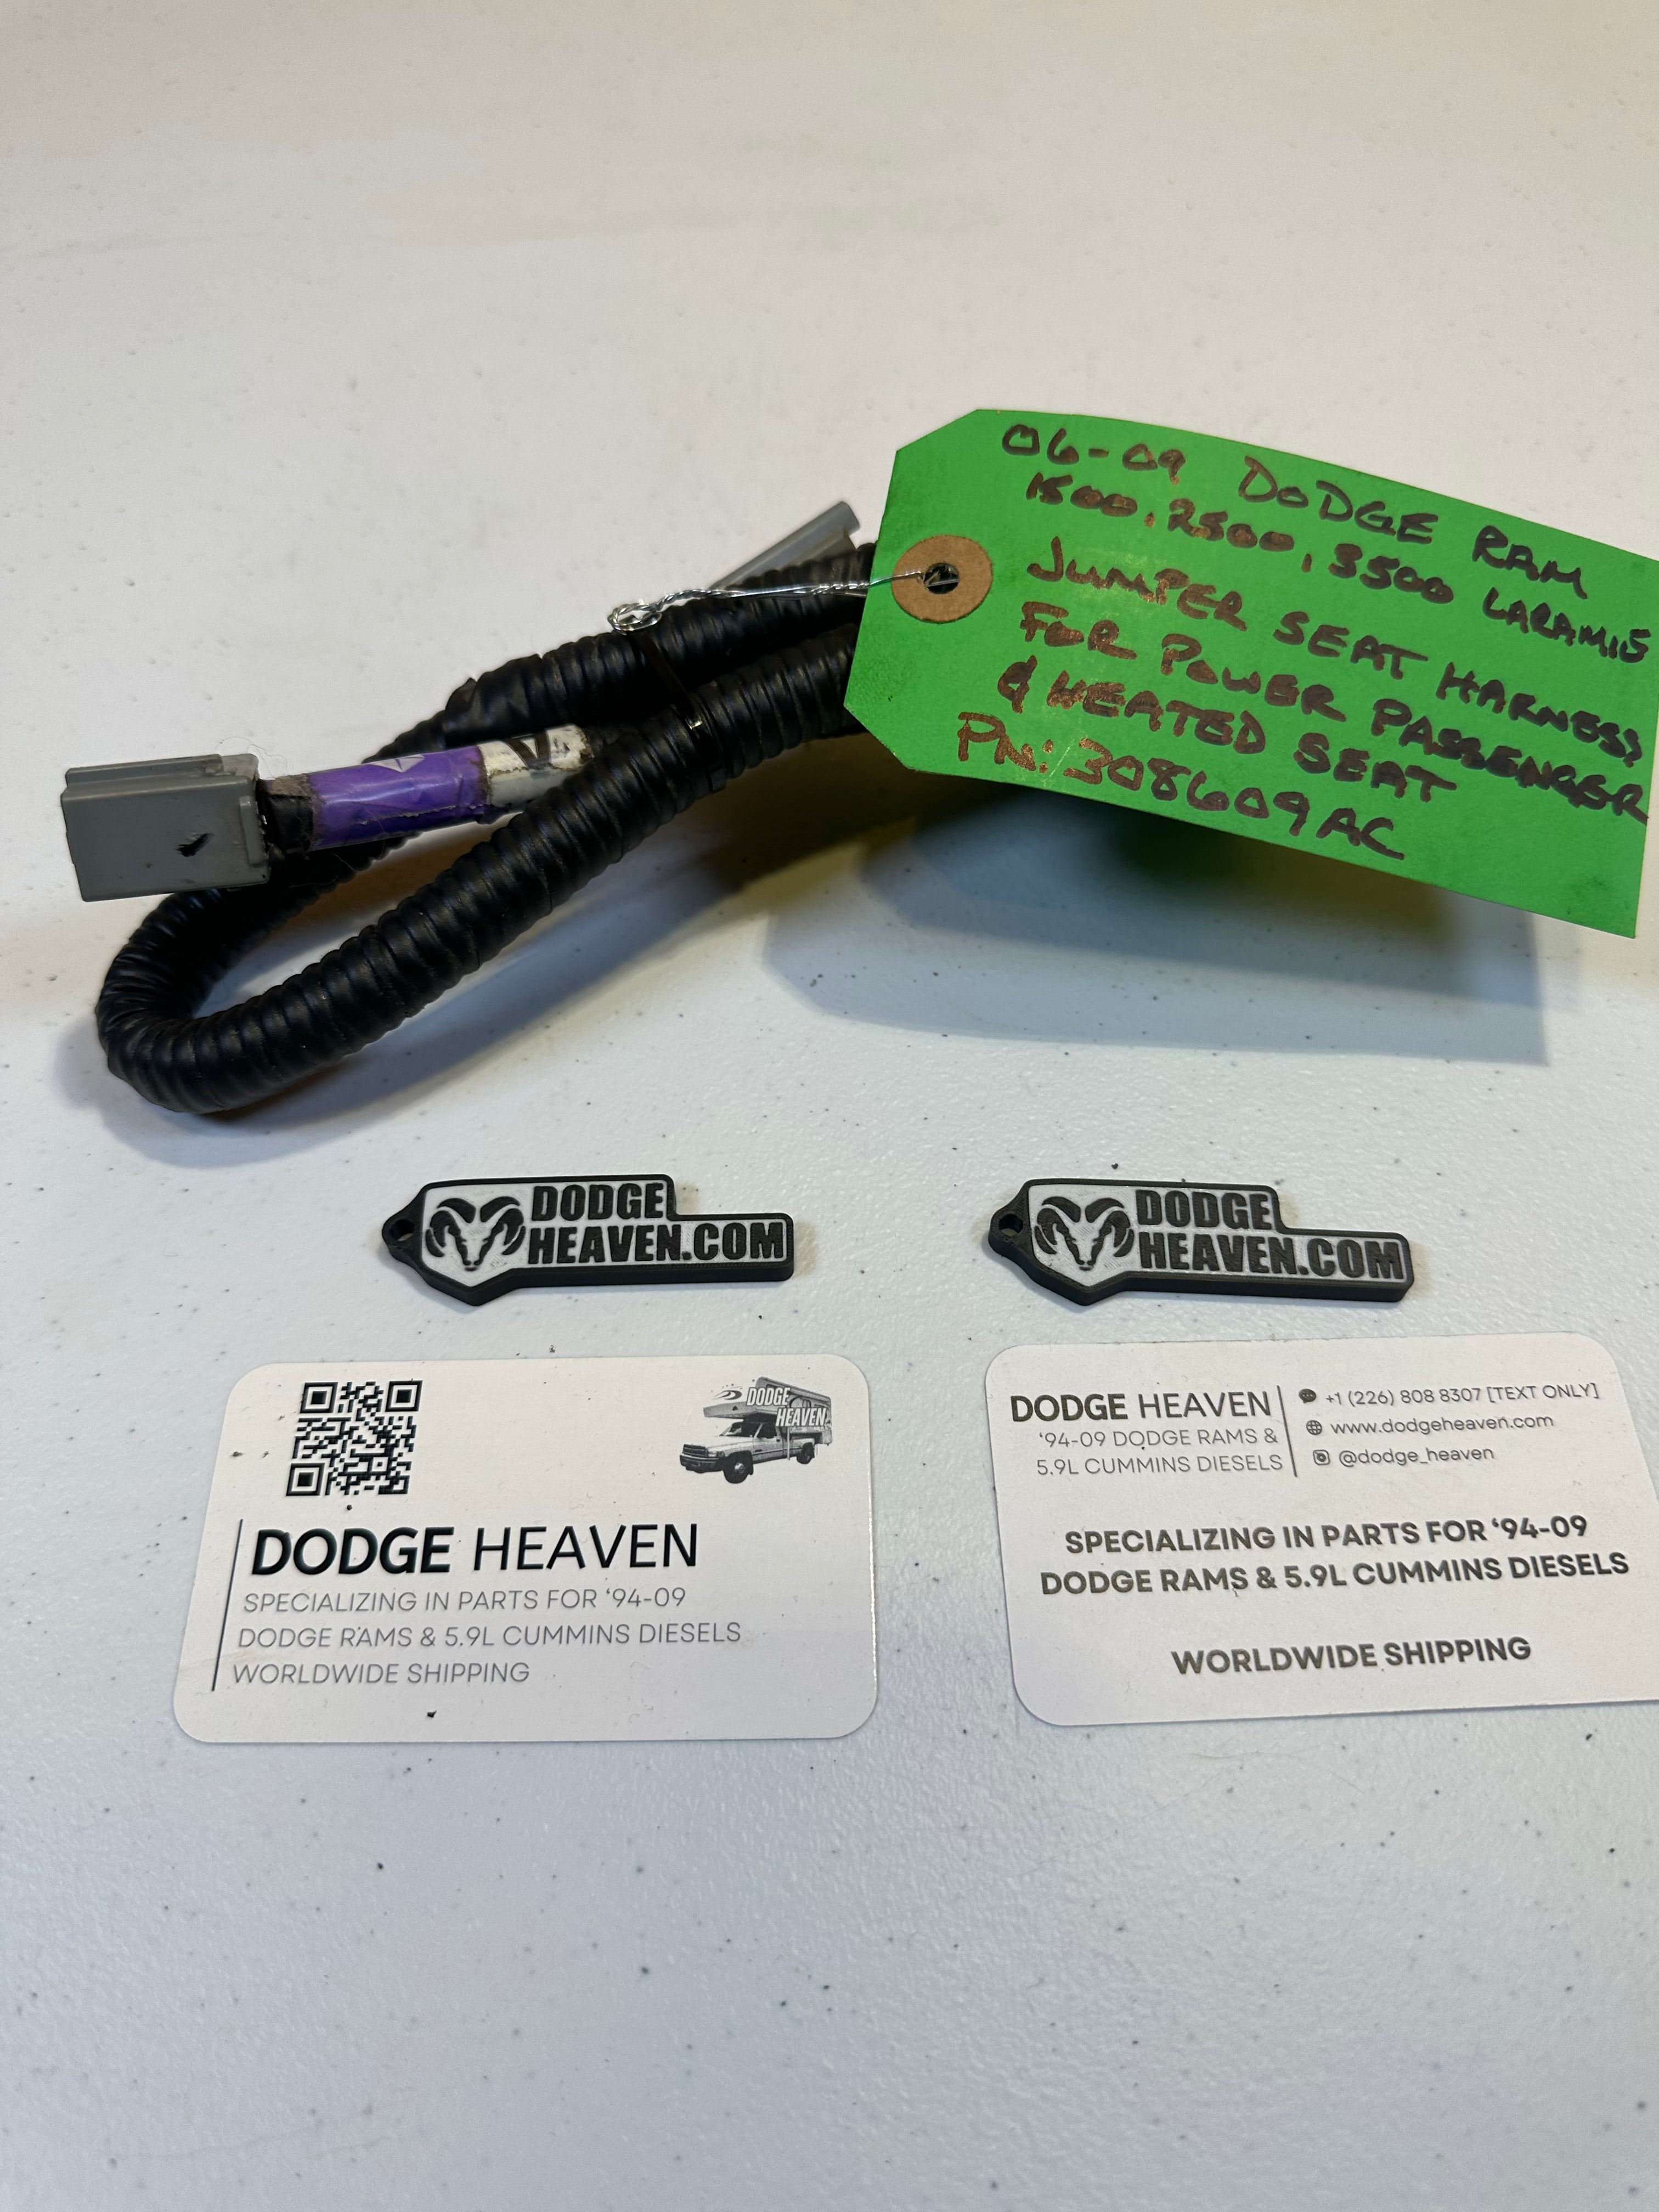 06-09 DODGE RAM
1500, 2500, 3500 LARAMIE
JUMPER SEAT HARNESS
FOR POWER PASSENGER
& HEATED SEAT
PN: 308609AC
DODGE
HEAVEN.COM
DODGE
HEAVEN.COM
DODGE
HEAVEN
DODGE HEAVEN
SPECIALIZING IN PARTS FOR ‘94-09
DODGE RAMS & 5.9L CUMMINS DIESELS
WORLDWIDE SHIPPING
DODGE HEAVEN
‘94-09 DODGE RAMS &
5.9L CUMMINS DIESELS
+1 (226) 808 8307 [TEXT ONLY]
www.dodgeheaven.com
@dodge_heaven
SPECIALIZING IN PARTS FOR ‘94-09
DODGE RAMS & 5.9L CUMMINS DIESELS
WORLDWIDE SHIPPING